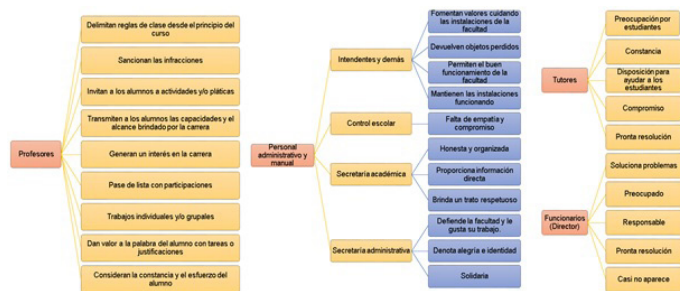 Profesores
Delimitan reglas de clase desde el principio del
curso
Sancionan las infracciones
Invitan a los alumnos a actividades y/o pláticas
Transmiten a los alumnos las capacidades y el
alcance brindado por la carrera
Generan un interés en la carrera
Pase de lista con participaciones
Trabajos individuales y/o grupales
Dan valor a la palabra del alumno con tareas o
justificaciones
Consideran la constancia y el esfuerzo del
alumno
Personal
administrativo y
manual
Intendentes y demás
Fomentan valores cuidando
las instalaciones de la
facultad
Devuelven objetos perdidos
Permiten el buen
funcionamiento de la
facultad
Mantienen las instalaciones
funcionando
Control escolar
Falta de empatía y
compromiso
Secretaría académica
Honesta y organizada
Proporciona información
directa
Brinda un trato respetuoso
Secretaría administrativa
Defiende la facultad y le
gusta su trabajo.
Denota alegría e identidad
Solidaria
Tutores
Preocupación por
estudiantes
Constancia
Disposición para
ayudar a los
estudiantes
Compromiso
Pronta resolución
Funcionarios
(Director)
Soluciona problemas
Preocupado
Responsable
Pronta resolución
Casi no aparece